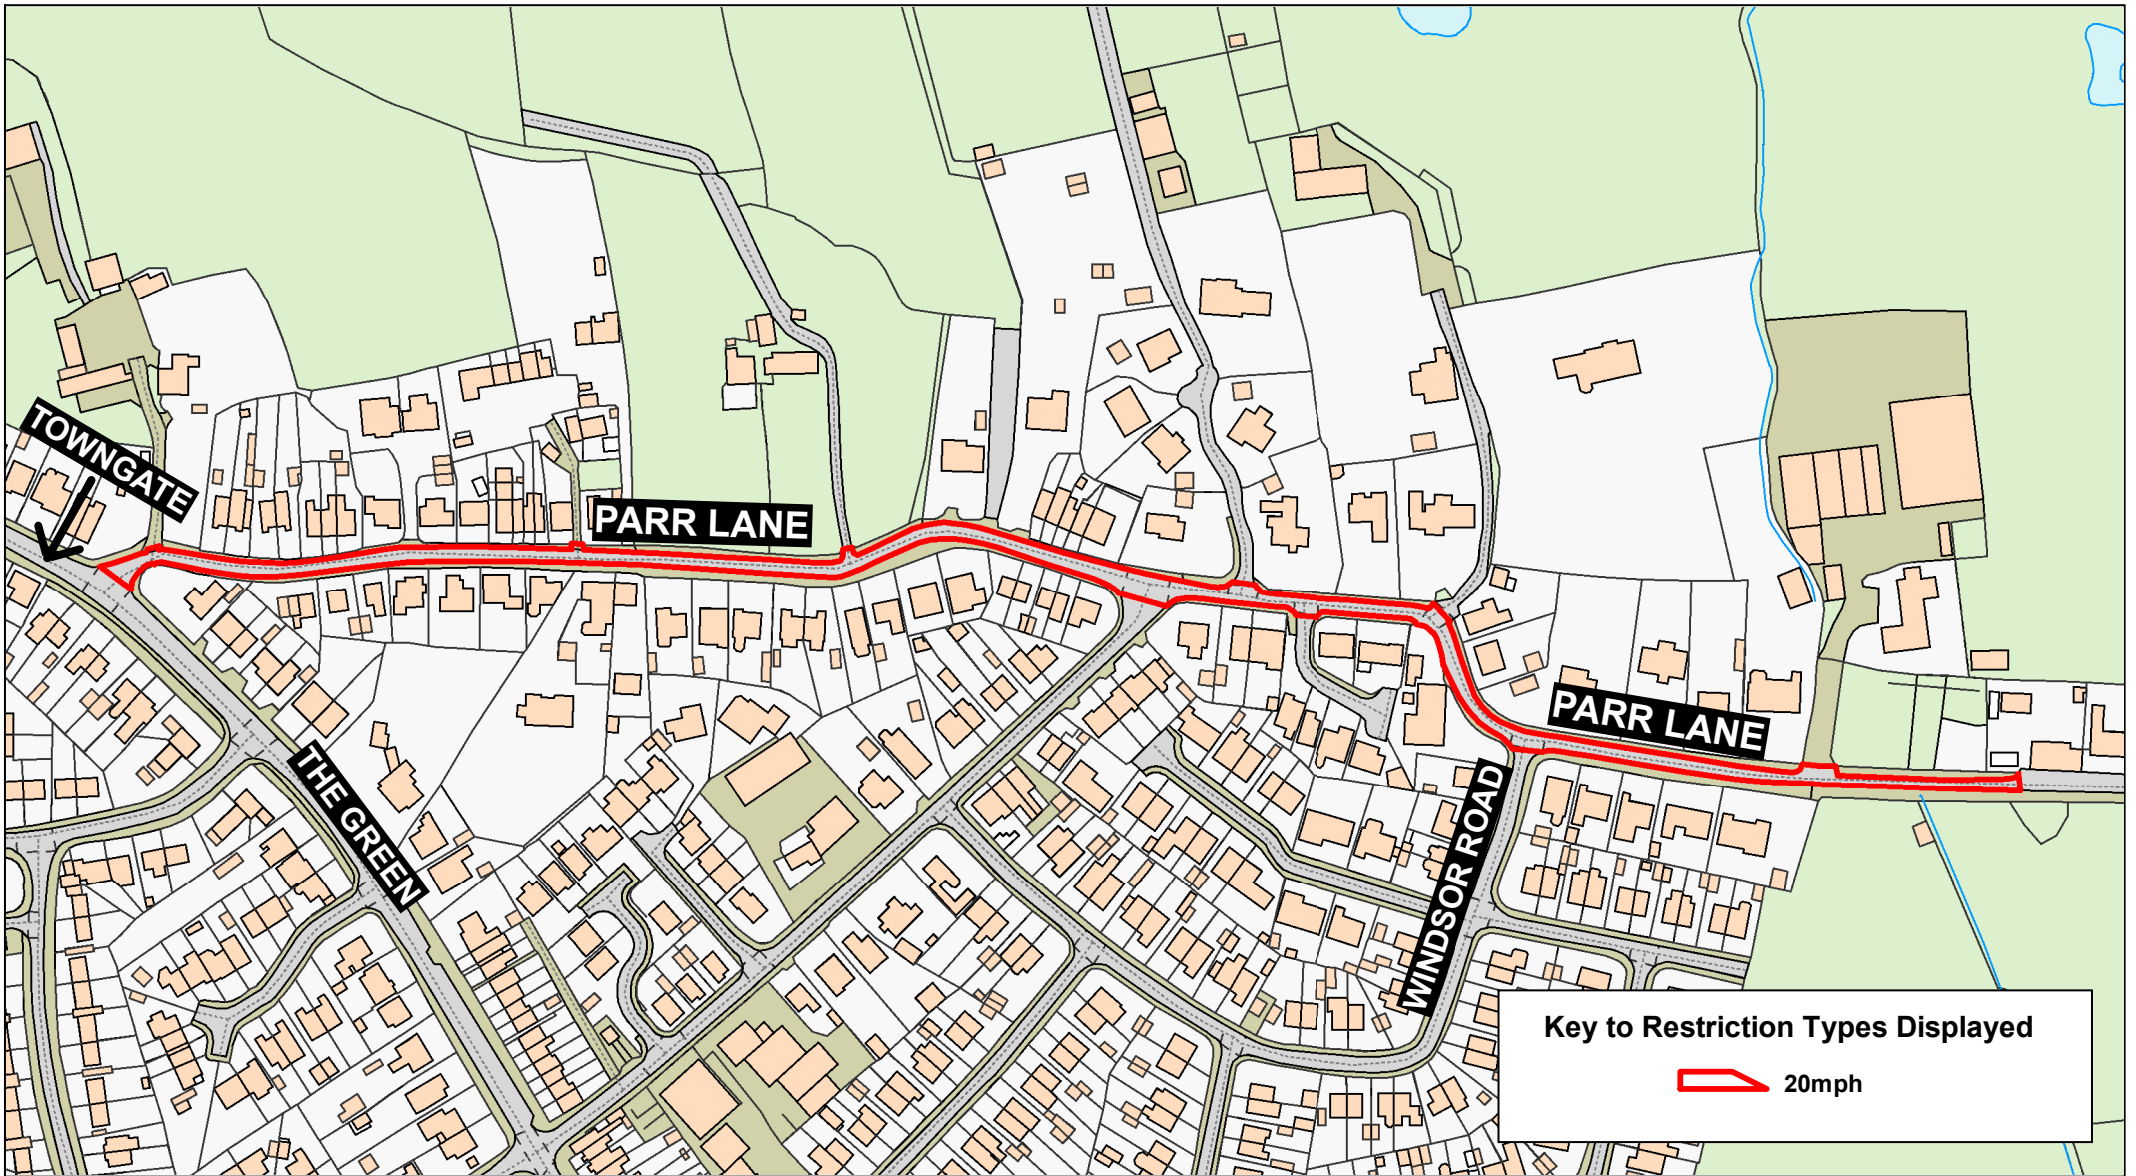 TOWNGATE
PARR LANE
PARR LANE
THE GREEN
WINDSOR ROAD
Key to Restriction Types Displayed
20mph